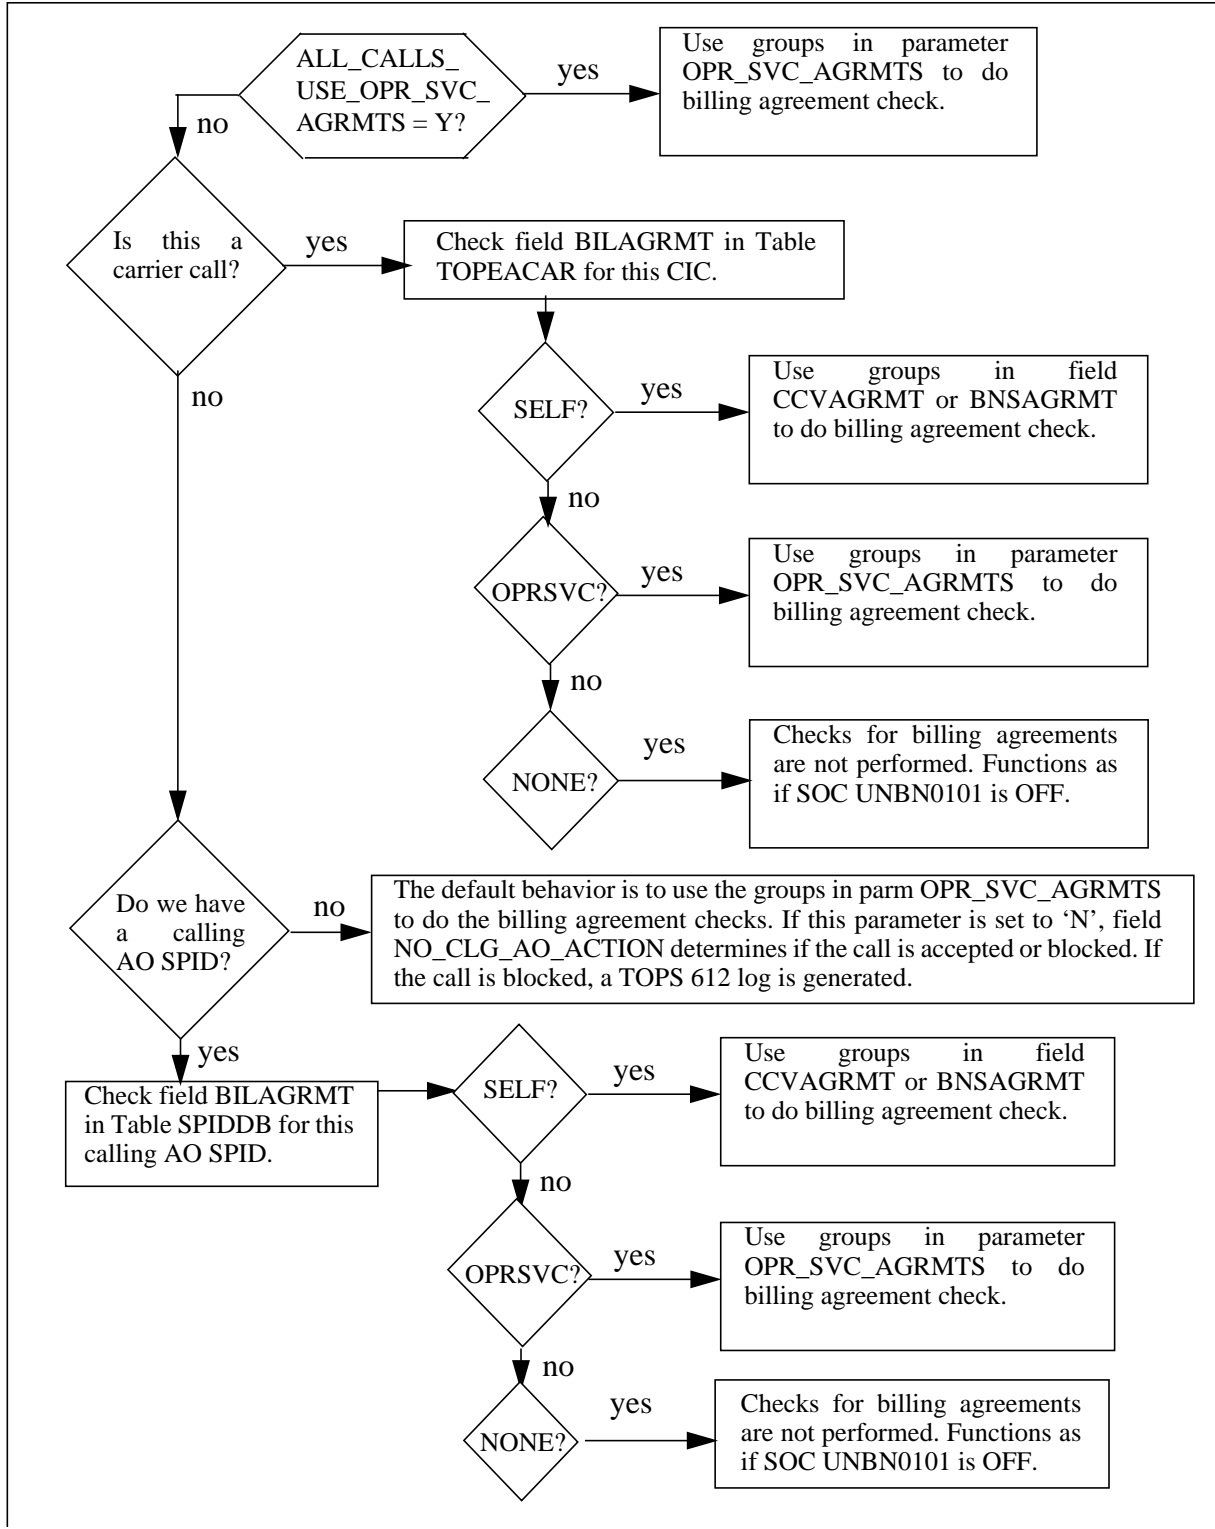 ALL_CALLS_
USE_OPR_SVC_
AGRMTS = Y?
yes
Use groups in parameter
OPR_SVC_AGRMTS to do
billing agreement check.
no
Is this a
carrier call?
yes
Check field BILAGRMT in Table
TOPEACAR for this CIC.
no
SELF?
yes
Use groups in field
CCVAGRMT or BNSAGRMT
to do billing agreement check.
no
OPRSVC?
yes
Use groups in parameter
OPR_SVC_AGRMTS to do
billing agreement check.
no
NONE?
yes
Checks for billing agreements
are not performed. Functions as
if SOC UNBN0101 is OFF.
Do we have
a calling
AO SPID?
no
The default behavior is to use the groups in parm OPR_SVC_AGRMTS
to do the billing agreement checks. If this parameter is set to ‘N’, field
NO_CLG_AO_ACTION determines if the call is accepted or blocked. If
the call is blocked, a TOPS 612 log is generated.
yes
Check field BILAGRMT
in Table SPIDDB for this
calling AO SPID.
SELF?
yes
Use groups in field
CCVAGRMT or BNSAGRMT
to do billing agreement check.
no
OPRSVC?
yes
Use groups in parameter
OPR_SVC_AGRMTS to do
billing agreement check.
no
NONE?
yes
Checks for billing agreements
are not performed. Functions as
if SOC UNBN0101 is OFF.